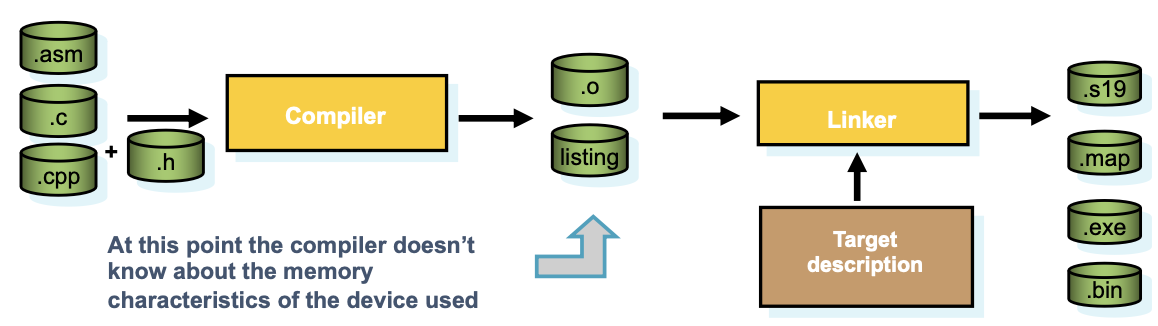 .asm
.c
.cpp
+
.h
Compiler
.o
listing
Linker
Target
description
.s19
.map
.exe
.bin
At this point the compiler doesn’t
know about the memory
characteristics of the device used